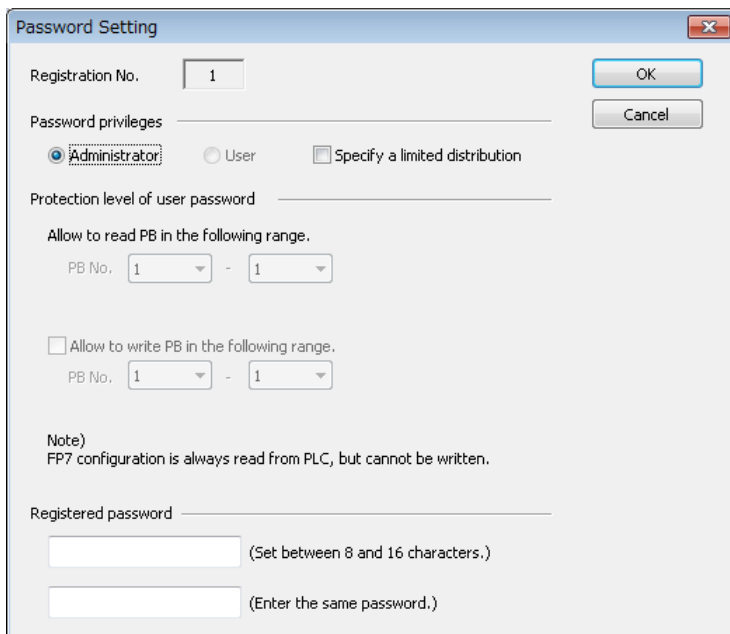 Password Setting
Registration No. 1
OK
Cancel
Password privileges
Administrator User Specify a limited distribution
Protection level of user password
Allow to read PB in the following range.
PB No. 1 - 1
Allow to write PB in the following range.
PB No. 1 - 1
Note)
FP7 configuration is always read from PLC, but cannot be written.
Registered password
(Set between 8 and 16 characters.)
(Enter the same password.)